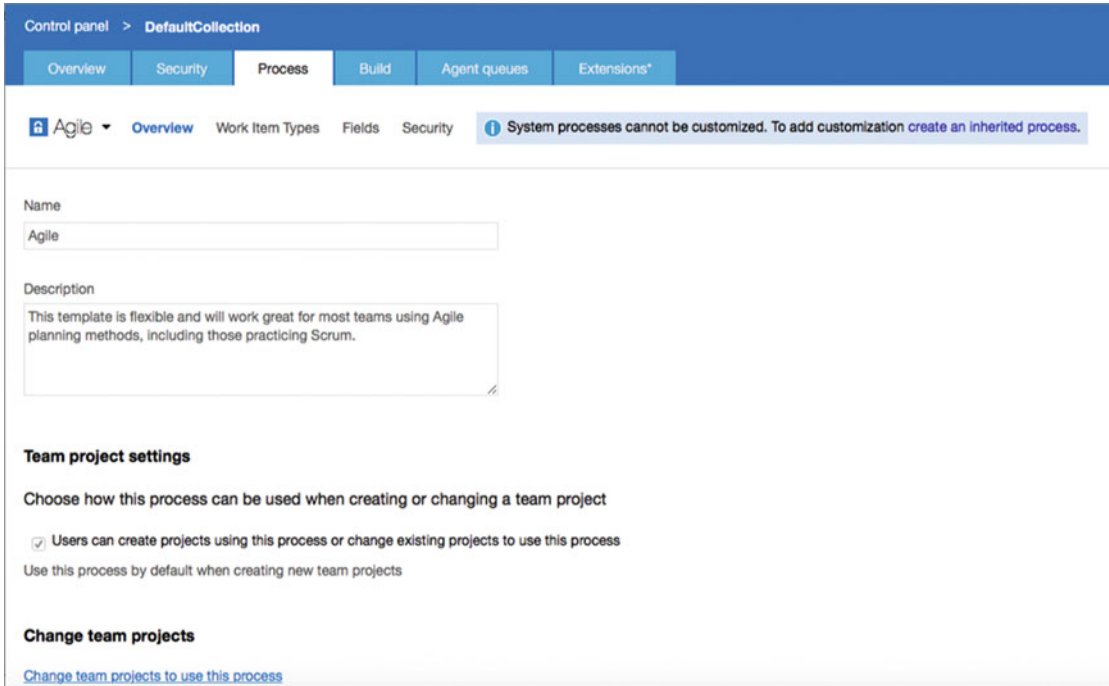 Control panel > DefaultCollection
Overview Security Process Build Agent queues Extensions*
Agile Overview Work Item Types Fields Security System processes cannot be customized. To add customization create an inherited process.
Name
Agile
Description
This template is flexible and will work great for most teams using Agile
planning methods, including those practicing Scrum.
Team project settings
Choose how this process can be used when creating or changing a team project
Users can create projects using this process or change existing projects to use this process
Use this process by default when creating new team projects
Change team projects
Change team projects to use this process